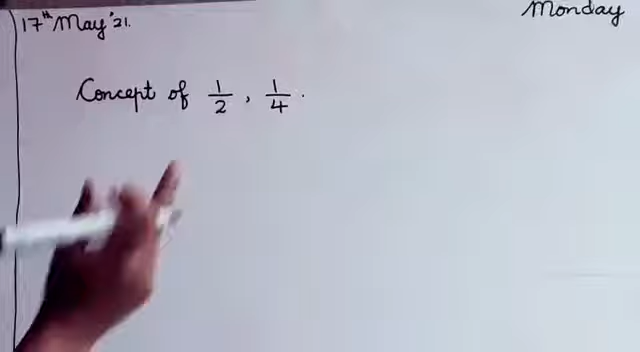 17th May '21.
Monday
Concept of 1/2, 1/4.